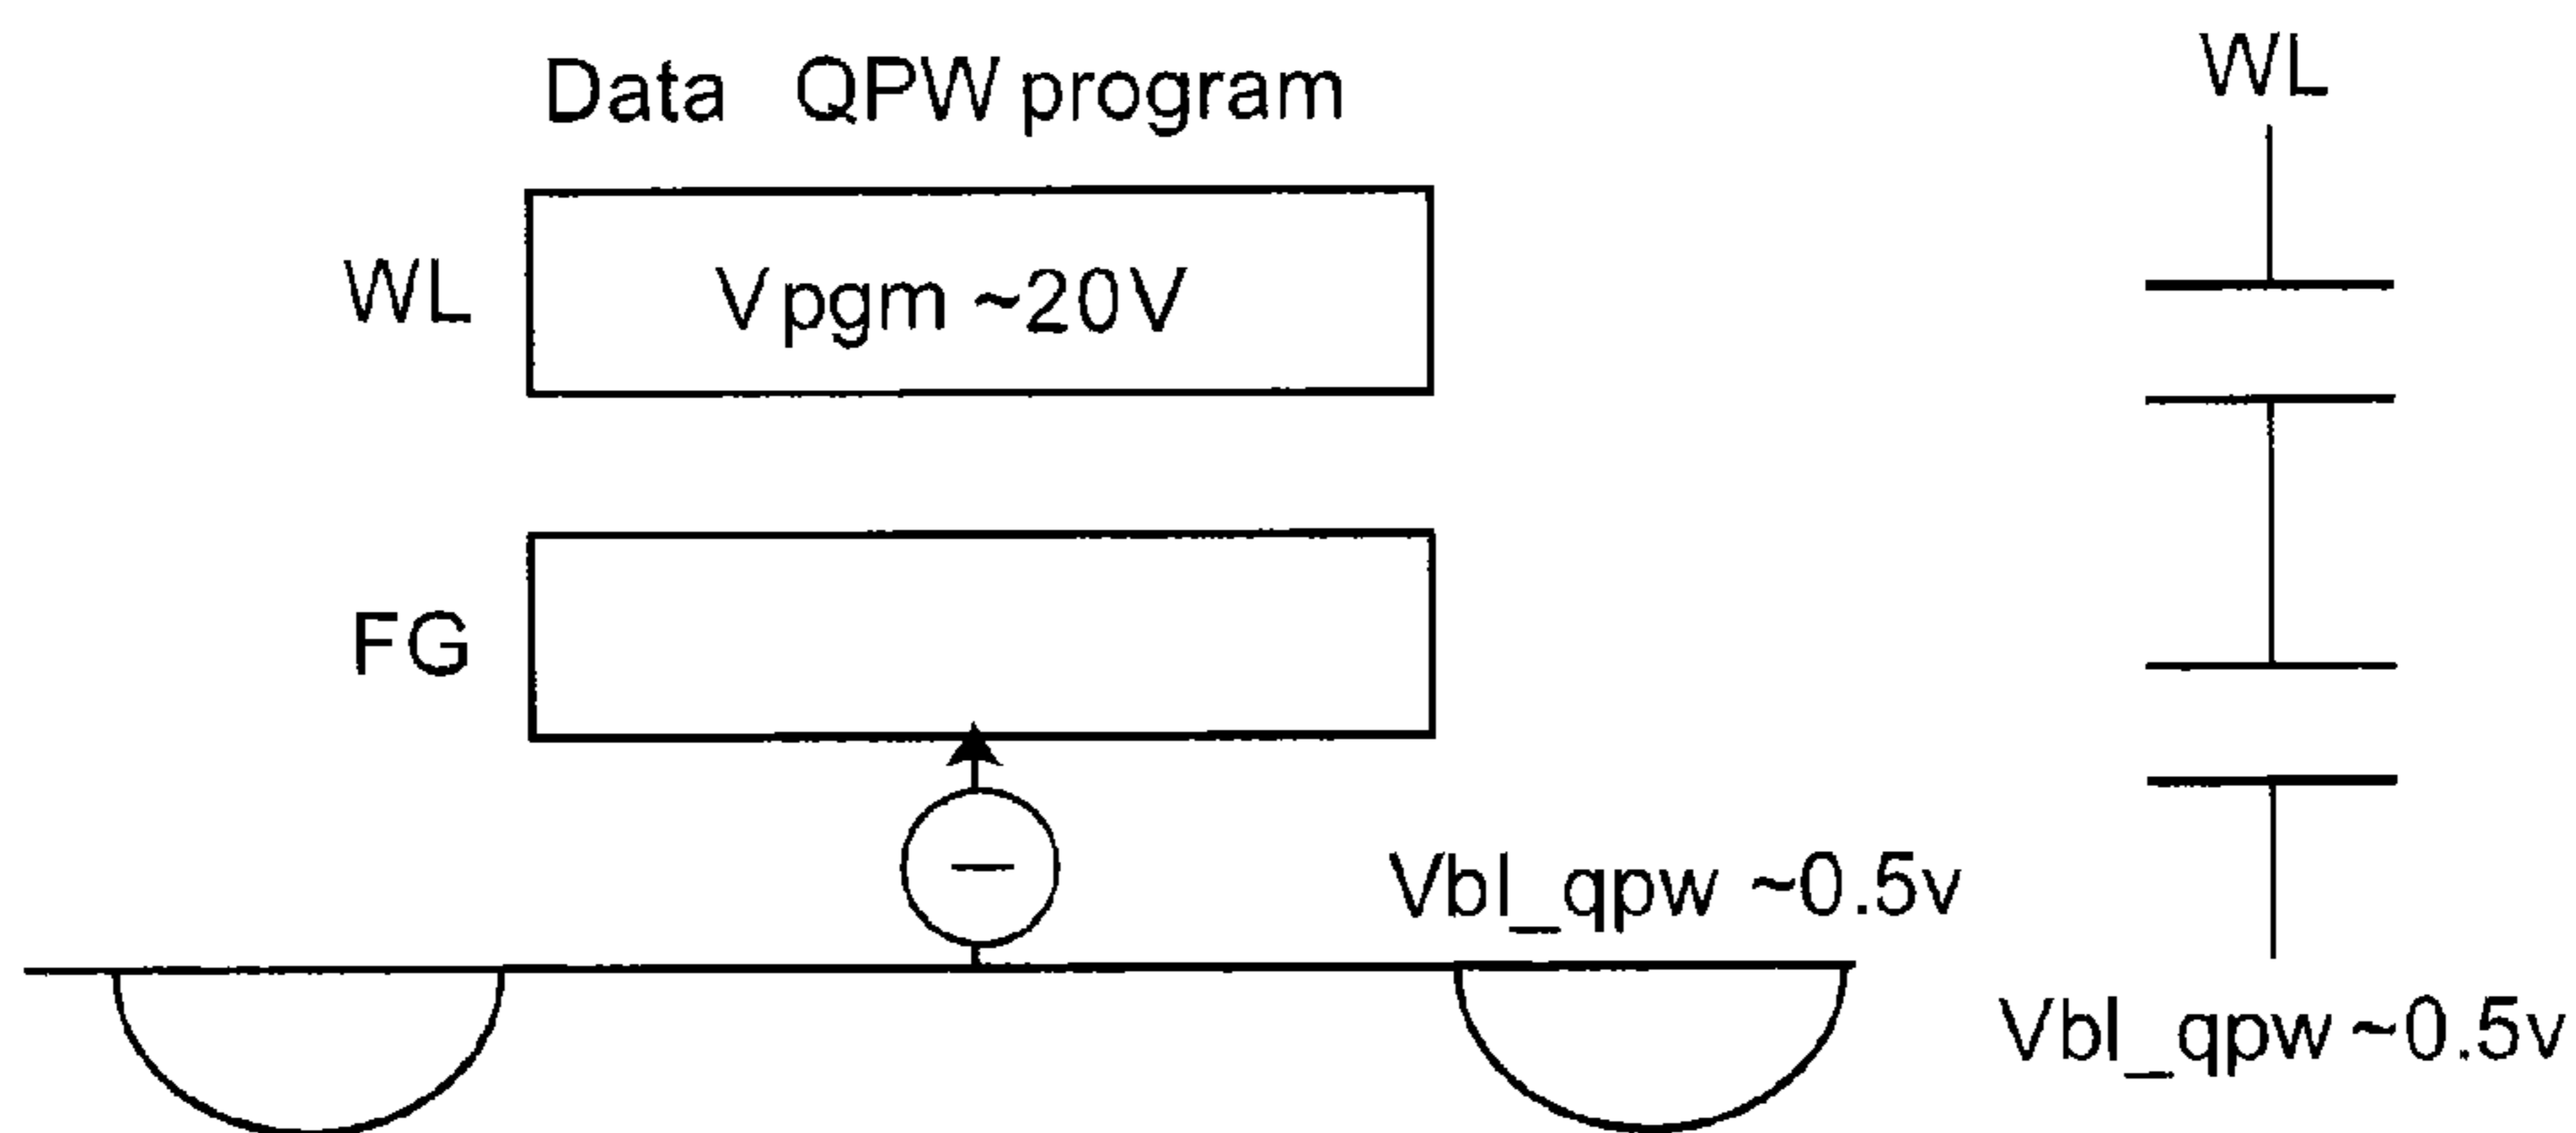 Data QPW program
WL
WL
Vpgm ~20V
FG
Vbl_qpw ~0.5v
Vbl_qpw ~0.5v